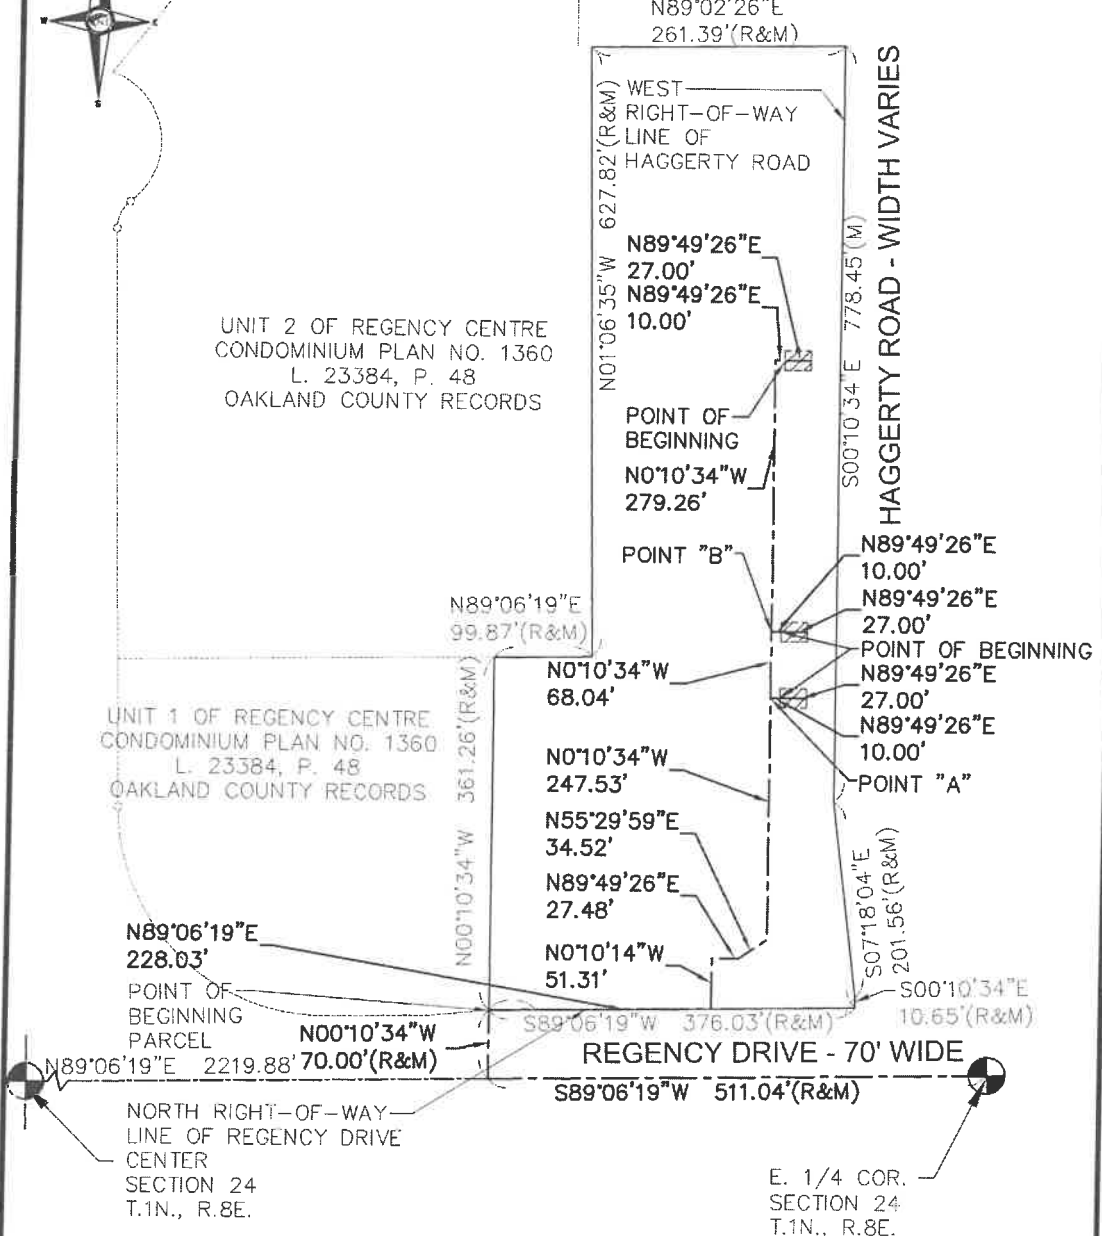 N89°02'26"E
261.39'(R&M)
WEST
RIGHT-OF-WAY
LINE OF
HAGGERTY ROAD
N01°06'35"W 627.82'(R&M)
HAGGERTY ROAD - WIDTH VARIES
S00°10'34"E 778.45'(M)
N89°49'26"E
27.00'
N89°49'26"E
10.00'
UNIT 2 OF REGENCY CENTRE
CONDOMINIUM PLAN NO. 1360
L. 23384, P. 48
OAKLAND COUNTY RECORDS
POINT OF
BEGINNING
N0°10'34"W
279.26'
POINT "B"
N89°49'26"E
10.00'
N89°49'26"E
27.00'
POINT OF BEGINNING
N89°49'26"E
27.00'
N89°49'26"E
10.00'
POINT "A"
N89°06'19"E
99.87'(R&M)
N0°10'34"W
68.04'
UNIT 1 OF REGENCY CENTRE
CONDOMINIUM PLAN NO. 1360
L. 23384, P. 48
OAKLAND COUNTY RECORDS
N00°10'34"W 361.26'(R&M)
N0°10'34"W
247.53'
N55°29'59"E
34.52'
N89°49'26"E
27.48'
N0°10'14"W
51.31'
S07°18'04"E
201.56'(R&M)
N89°06'19"E
228.03'
POINT OF
BEGINNING
PARCEL
N00°10'34"W
70.00'(R&M)
S89°06'19"W 376.03'(R&M)
S00°10'34"E
10.65'(R&M)
REGENCY DRIVE - 70' WIDE
N89°06'19"E 2219.88'
S89°06'19"W 511.04'(R&M)
NORTH RIGHT-OF-WAY
LINE OF REGENCY DRIVE
CENTER
SECTION 24
T.1N., R.8E.
E. 1/4 COR.
SECTION 24
T.1N., R.8E.
W
E
S